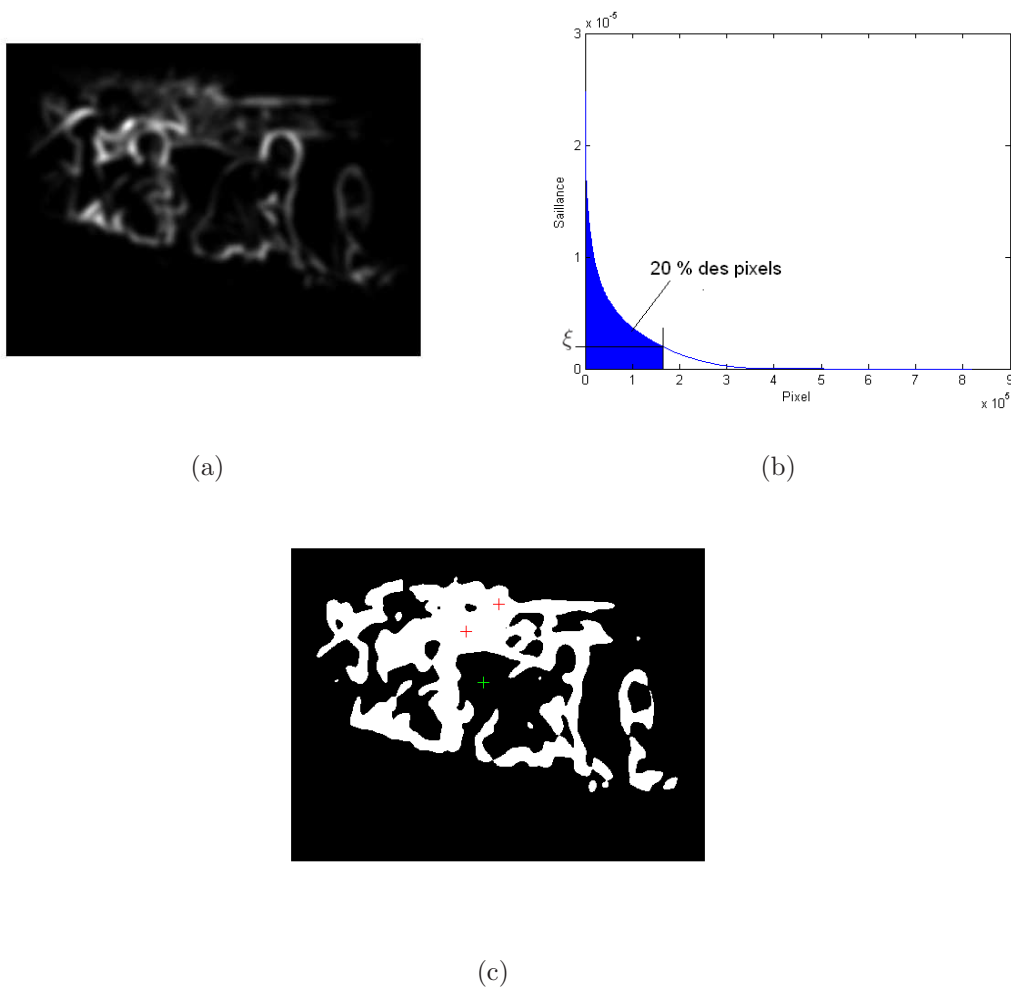 (a)
3
x 10⁻⁵
2
1
0
Saillance
20 % des pixels
ξ
0 1 2 3 4 5 6 7 8 9
Pixel
x 10⁵
(b)
(c)